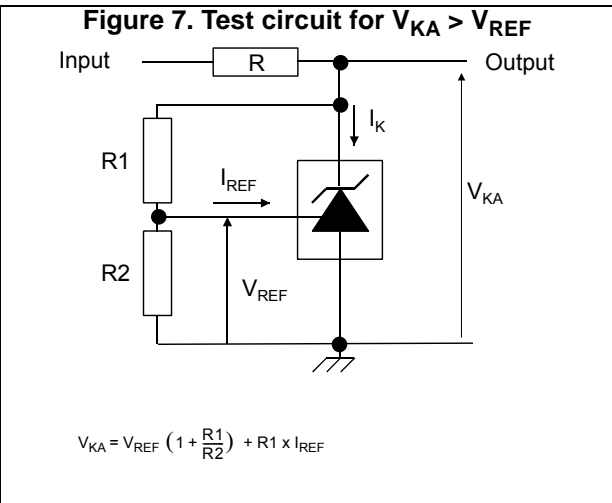 Figure 7. Test circuit for VKA > VREF
Input R Output
IK
R1
IREF
VKA
R2
VREF
VKA = VREF (1 + R1/R2) + R1 x IREF